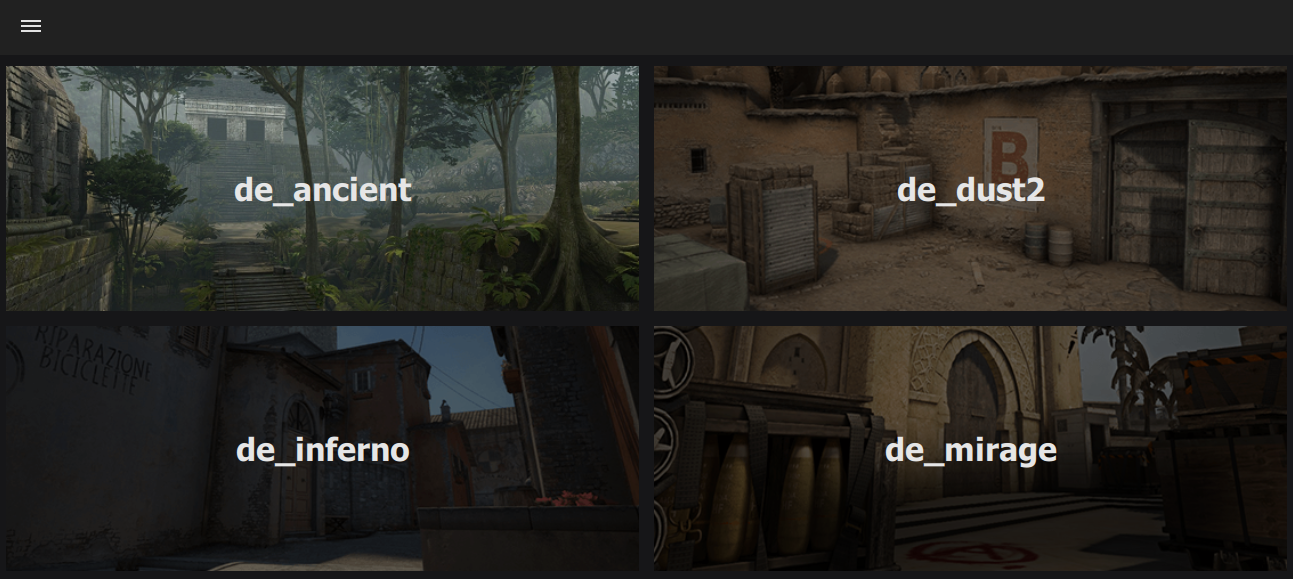 de_ancient
B
de_dust2
RIPARAZIONE
BICICLETTE
de_inferno
A
de_mirage